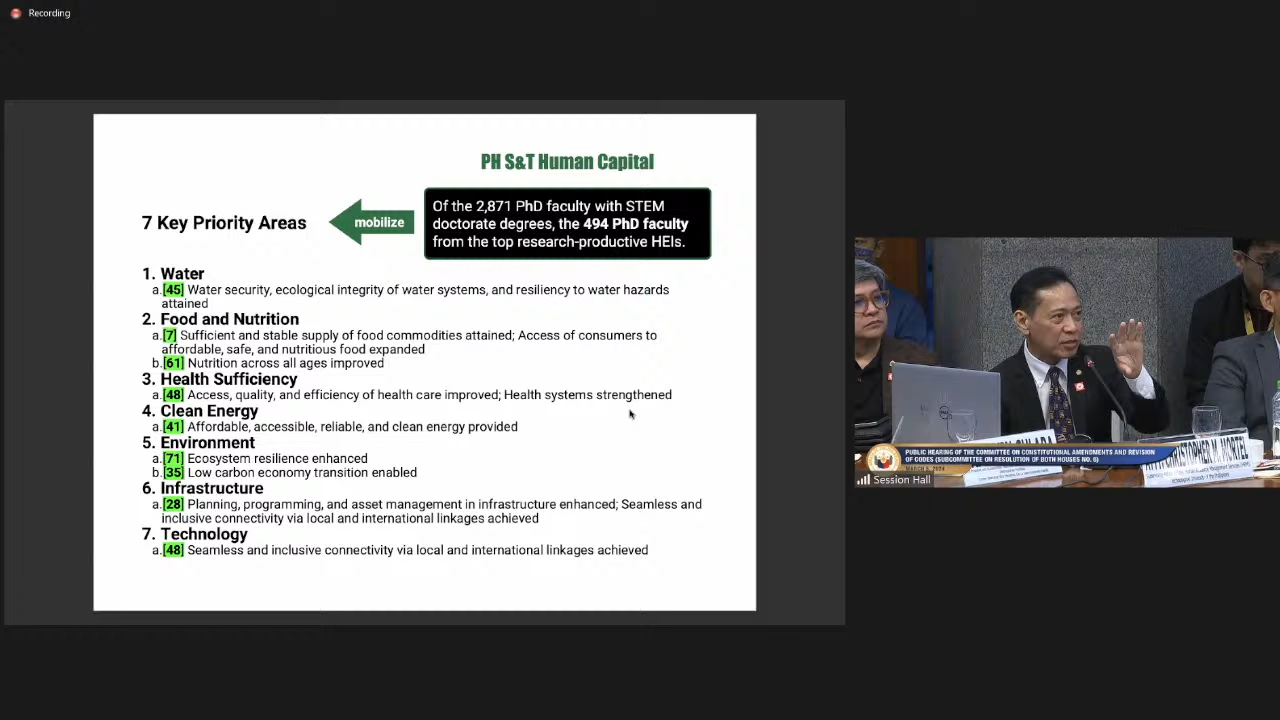 Recording
PH S&T Human Capital
7 Key Priority Areas
mobilize
Of the 2,871 PhD faculty with STEM
doctorate degrees, the 494 PhD faculty
from the top research-productive HEIs.
1. Water
a.[45] Water security, ecological integrity of water systems, and resiliency to water hazards
attained
2. Food and Nutrition
a.[7] Sufficient and stable supply of food commodities attained; Access of consumers to
affordable, safe, and nutritious food expanded
b.[61] Nutrition across all ages improved
3. Health Sufficiency
a.[48] Access, quality, and efficiency of health care improved; Health systems strengthened
4. Clean Energy
a.[41] Affordable, accessible, reliable, and clean energy provided
5. Environment
a.[71] Ecosystem resilience enhanced
b.[35] Low carbon economy transition enabled
6. Infrastructure
a.[28] Planning, programming, and asset management in infrastructure enhanced; Seamless and
inclusive connectivity via local and international linkages achieved
7. Technology
a.[48] Seamless and inclusive connectivity via local and international linkages achieved
PUBLIC HEARING OF THE COMMITTEE ON CONSTITUTIONAL AMENDMENTS AND REVISION
OF CODES (SUBCOMMITTEE ON RESOLUTION OF BOTH HOUSES NO. 6)
Session Hall